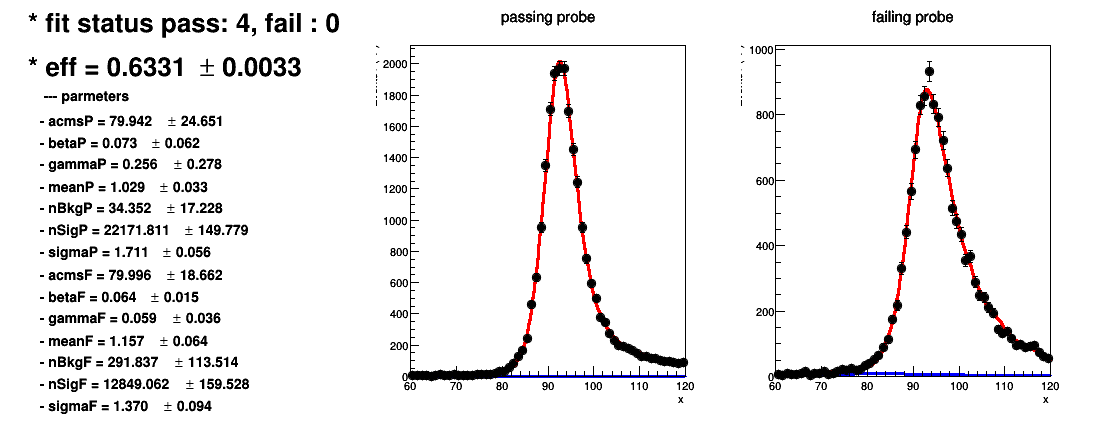 * fit status pass: 4, fail : 0
* eff = 0.6331 ± 0.0033
--- parmeters
- acmsP = 79.942 ± 24.651
- betaP = 0.073 ± 0.062
- gammaP = 0.256 ± 0.278
- meanP = 1.029 ± 0.033
- nBkgP = 34.352 ± 17.228
- nSigP = 22171.811 ± 149.779
- sigmaP = 1.711 ± 0.056
- acmsF = 79.996 ± 18.662
- betaF = 0.064 ± 0.015
- gammaF = 0.059 ± 0.036
- meanF = 1.157 ± 0.064
- nBkgF = 291.837 ± 113.514
- nSigF = 12849.062 ± 159.528
- sigmaF = 1.370 ± 0.094
passing probe
2000
1800
1600
1400
1200
1000
800
600
400
200
0
60 70 80 90 100 110 120
x
failing probe
1000
800
600
400
200
0
60 70 80 90 100 110 120
x